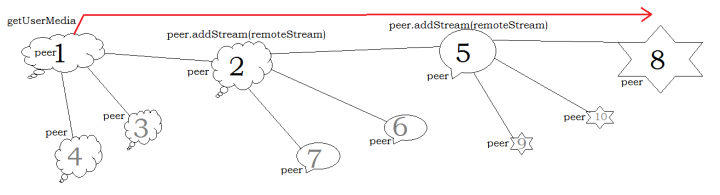 getUserMedia
peer.addStream(remoteStream)
peer.addStream(remoteStream)
peer 1
peer 2
peer 5
peer 8
peer 3
peer 4
peer 6
peer 7
peer 9
peer 10